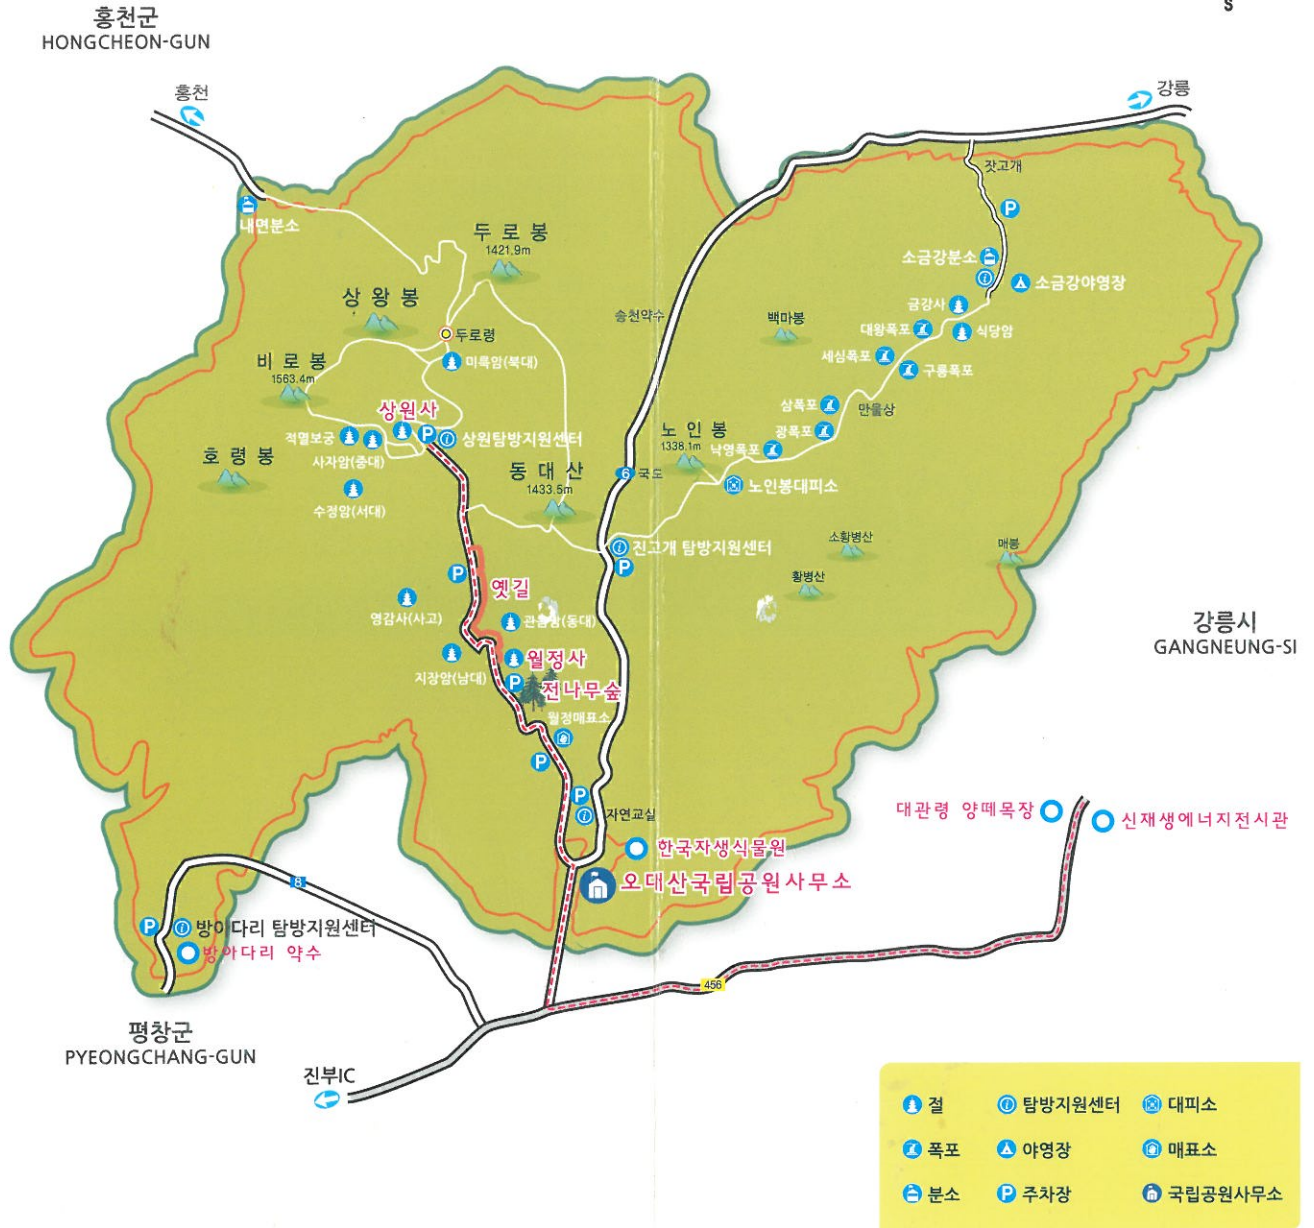 S
홍천군
HONGCHEON-GUN
홍천
강릉
잣고개
내면분소
P
두로봉
1421.9m
소금강분소
소금강야영장
상왕봉
금강사
송천약수
백마봉
대왕폭포
식당암
두로령
미륵암(북대)
세심폭포
구룡폭포
비로봉
1563.4m
삼폭포
만물상
상원사
P
적멸보궁
상원탐방지원센터
노인봉
1338.1m
광폭포
낙영폭포
사자암(중대)
호령봉
동대산
1433.5m
6 국도
노인봉대피소
수정암(서대)
진고개 탐방지원센터
P
소황병산
매봉
황병산
P
옛길
영감사(사고)
관음암(동대)
강릉시
GANGNEUNG-SI
월정사
지장암(남대)
P
전나무숲
월정매표소
P
P
자연교실
대관령 양떼목장
신재생에너지전시관
한국자생식물원
오대산국립공원사무소
8
P
방아다리 탐방지원센터
방아다리 약수
456
평창군
PYEONGCHANG-GUN
진부IC
절
탐방지원센터
대피소
폭포
야영장
매표소
분소
P 주차장
국립공원사무소